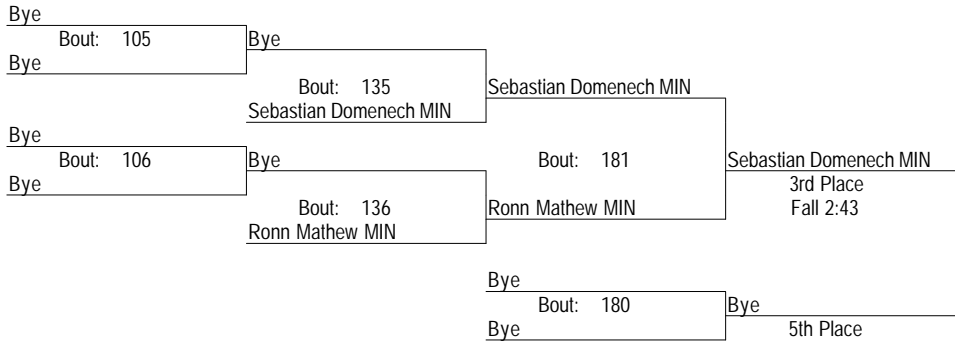 Bye
Bout: 105
Bye
Bye
Bout: 135
Sebastian Domenech MIN
Sebastian Domenech MIN
Bye
Bout: 106
Bye
Bye
Bout: 136
Ronn Mathew MIN
Ronn Mathew MIN
Bout: 181
Sebastian Domenech MIN
3rd Place
Fall 2:43
Bye
Bout: 180
Bye
Bye
5th Place